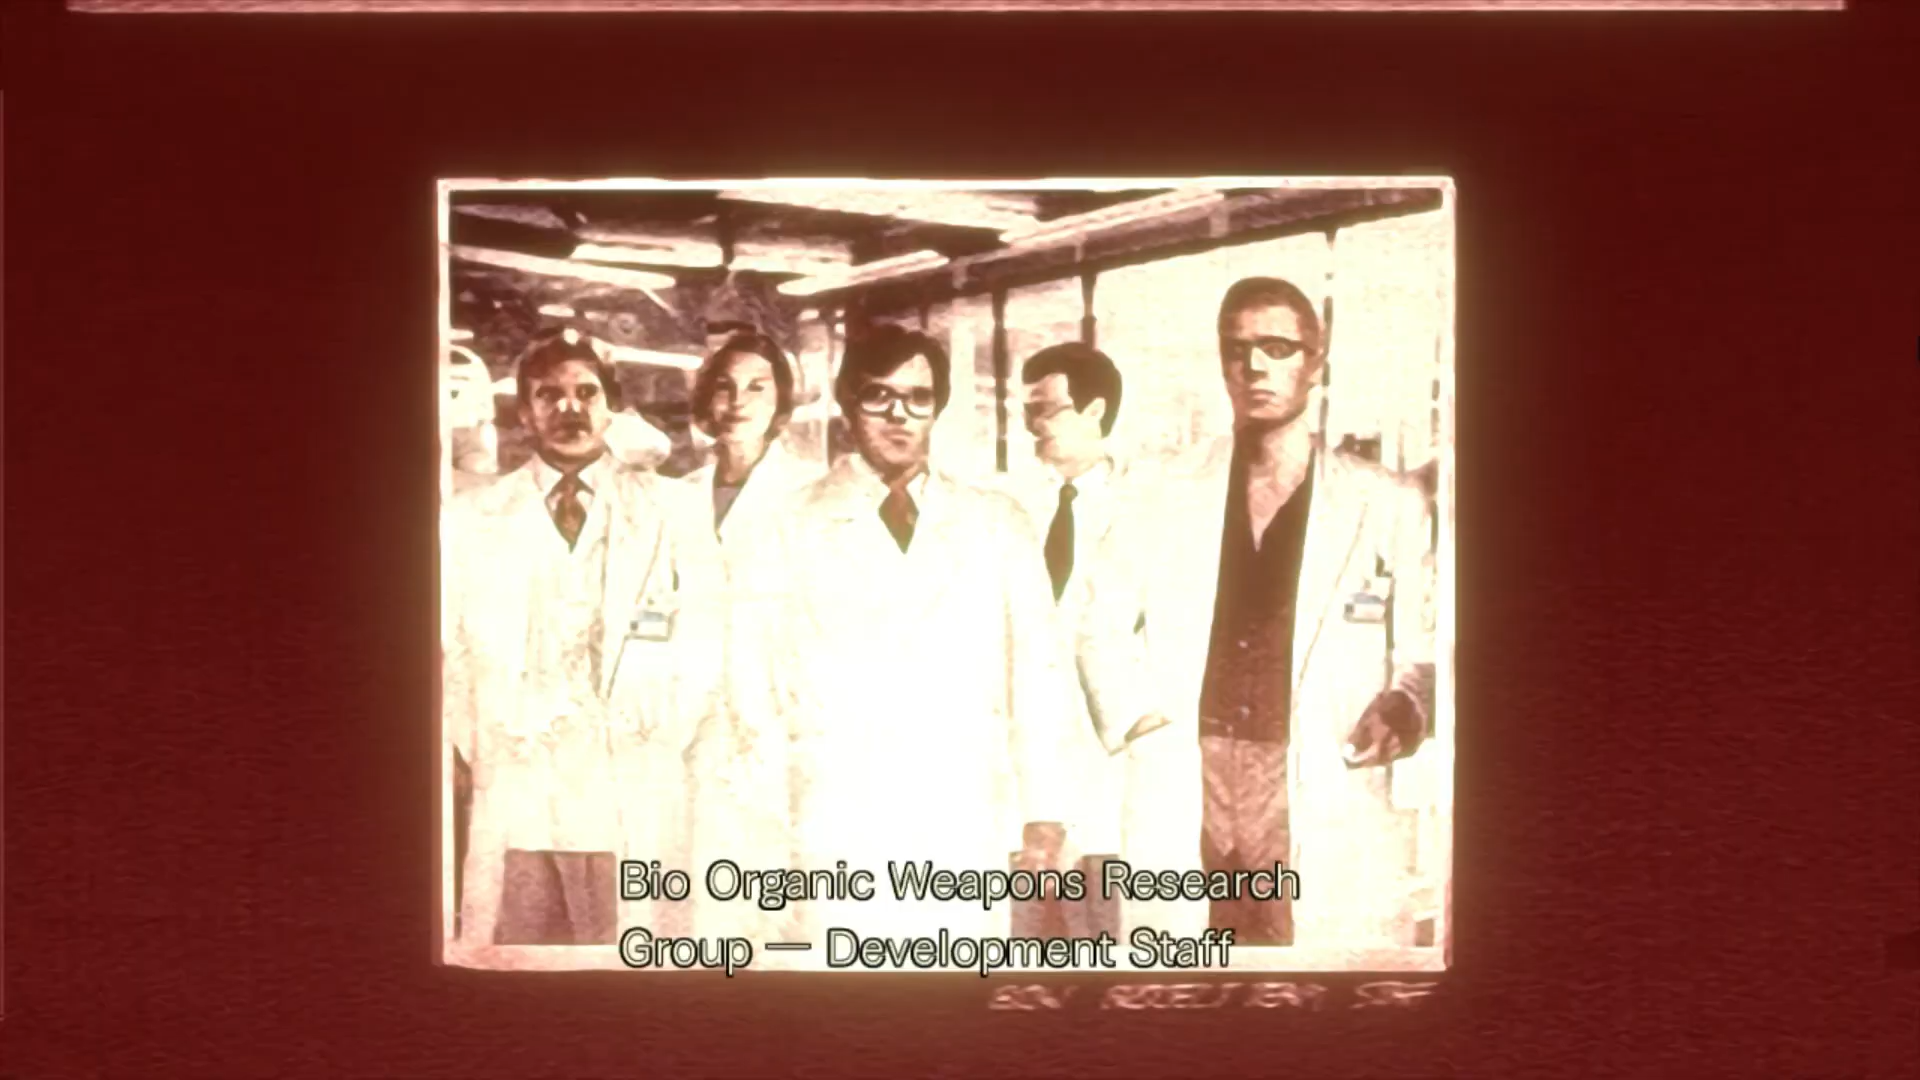 Bio Organic Weapons Research
Group — Development Staff